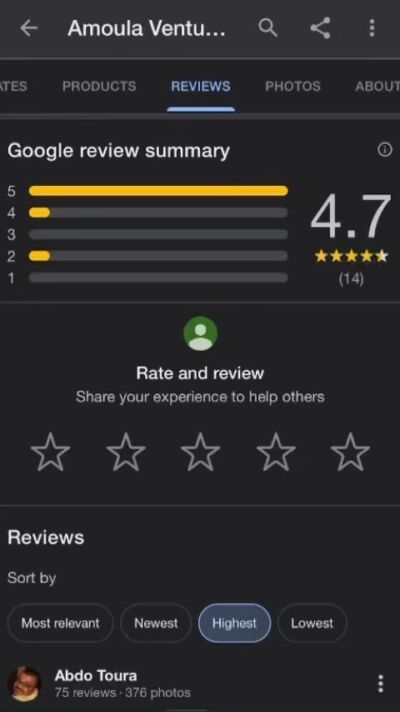 Amoula Ventu...
ATES PRODUCTS REVIEWS PHOTOS ABOUT
Google review summary
5
4
3
2
1
4.7
(14)
Rate and review
Share your experience to help others
Reviews
Sort by
Most relevant Newest Highest Lowest
Abdo Toura
75 reviews · 376 photos